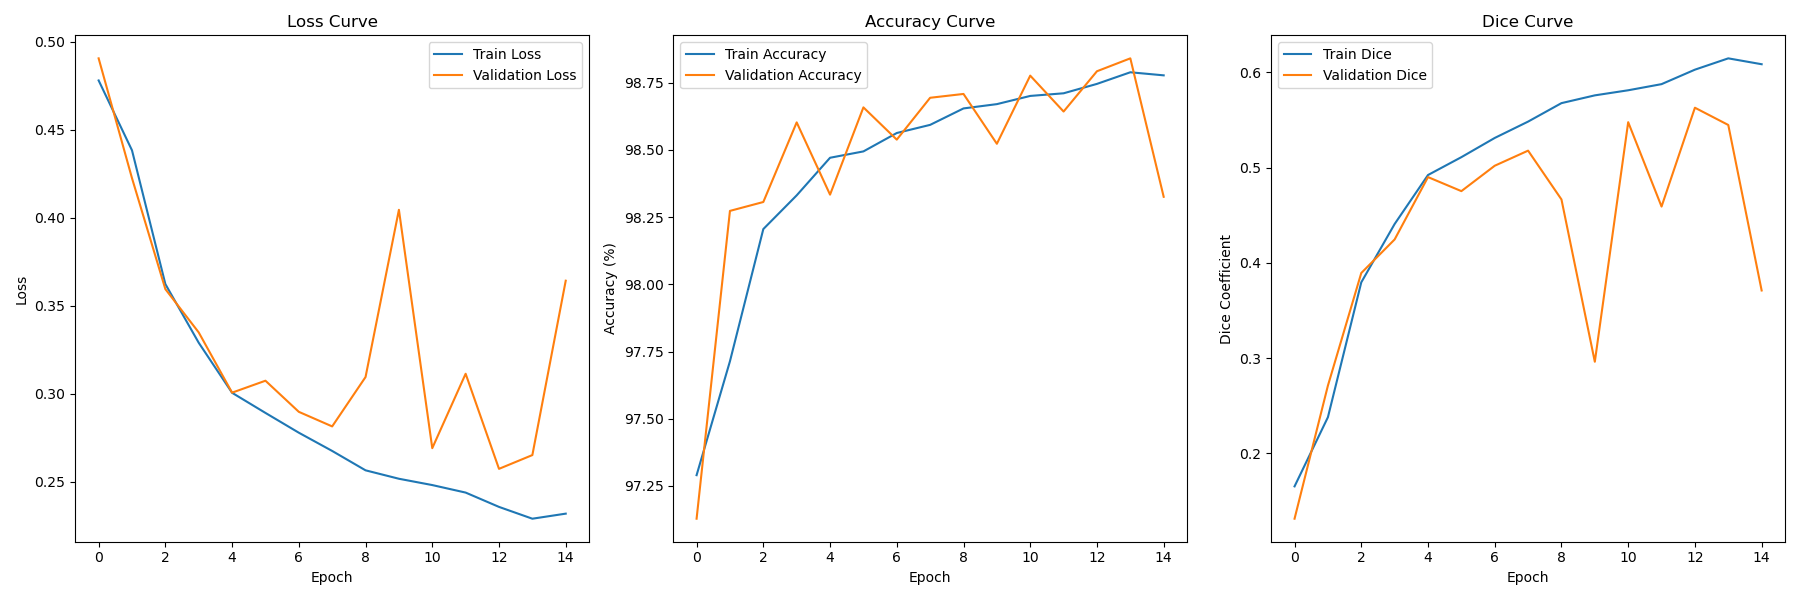 Loss Curve
Train Loss
Validation Loss
0.50
0.45
0.40
0.35
0.30
0.25
Loss
0 2 4 6 8 10 12 14
Epoch
Accuracy Curve
Train Accuracy
Validation Accuracy
98.75
98.50
98.25
98.00
97.75
97.50
97.25
Accuracy (%)
0 2 4 6 8 10 12 14
Epoch
Dice Curve
Train Dice
Validation Dice
0.6
0.5
0.4
0.3
0.2
Dice Coefficient
0 2 4 6 8 10 12 14
Epoch